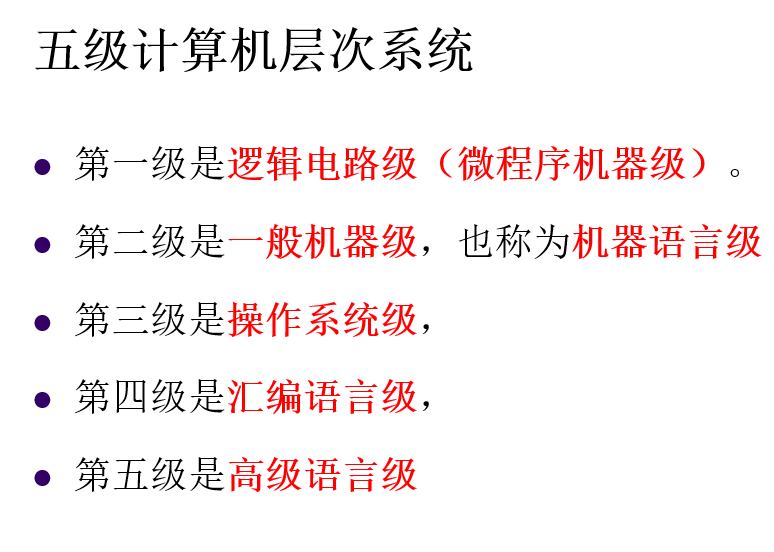 五级计算机层次系统
● 第一级是逻辑电路级（微程序机器级）。
● 第二级是一般机器级，也称为机器语言级
● 第三级是操作系统级，
● 第四级是汇编语言级，
● 第五级是高级语言级